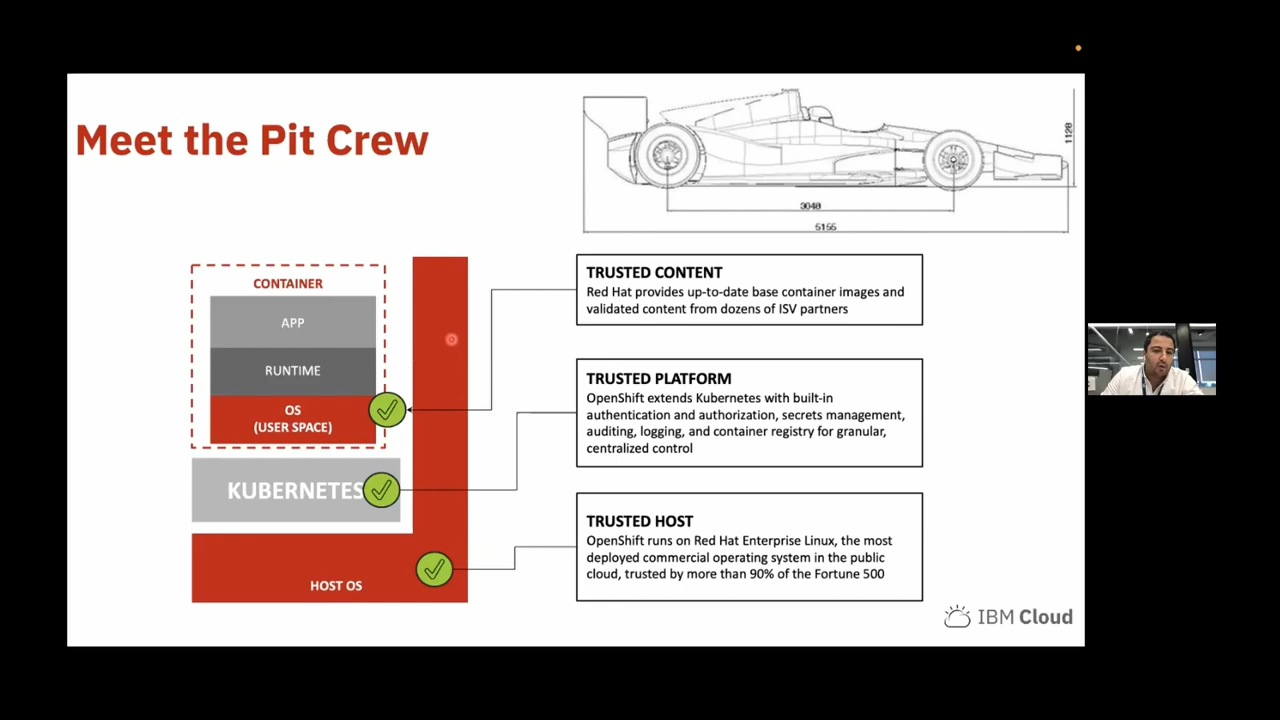 Meet the Pit Crew
1128
3048
5155
CONTAINER
APP
RUNTIME
OS
(USER SPACE)
KUBERNETES
HOST OS
TRUSTED CONTENT
Red Hat provides up-to-date base container images and
validated content from dozens of ISV partners
TRUSTED PLATFORM
OpenShift extends Kubernetes with built-in
authentication and authorization, secrets management,
auditing, logging, and container registry for granular,
centralized control
TRUSTED HOST
OpenShift runs on Red Hat Enterprise Linux, the most
deployed commercial operating system in the public
cloud, trusted by more than 90% of the Fortune 500
IBM Cloud